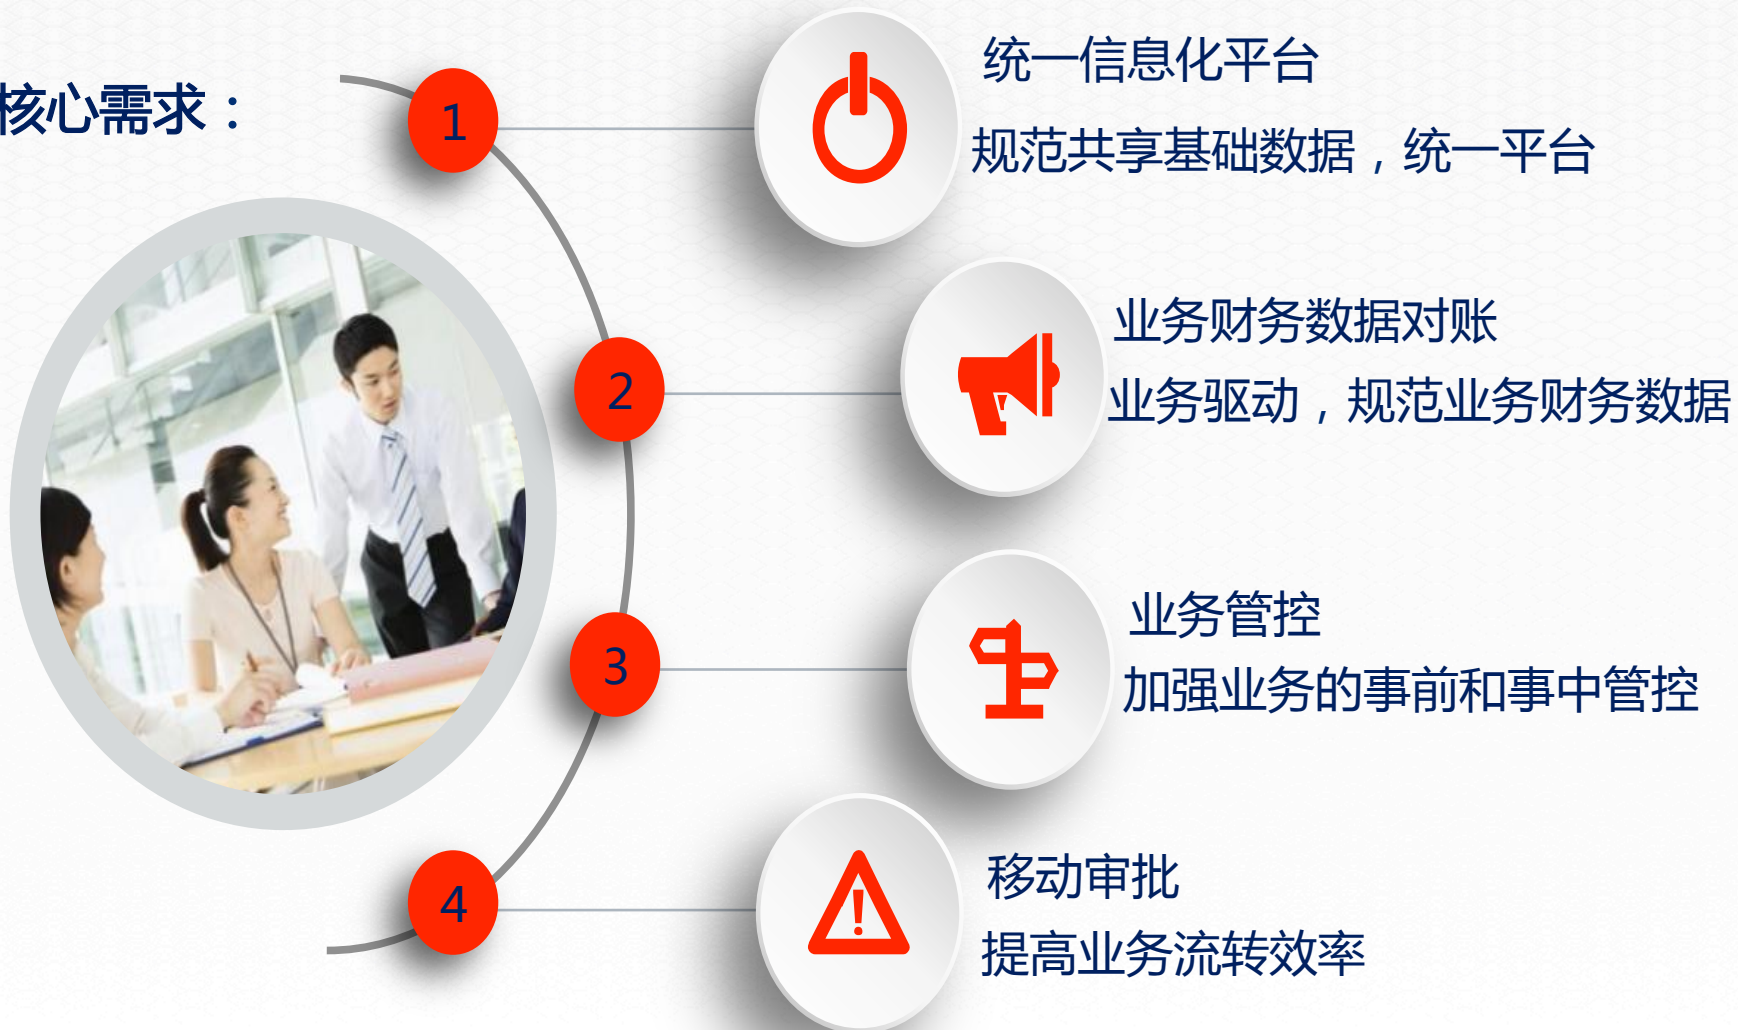 核心需求：
1
统一信息化平台
规范共享基础数据，统一平台
2
业务财务数据对账
业务驱动，规范业务财务数据
3
业务管控
加强业务的事前和事中管控
4
移动审批
提高业务流转效率